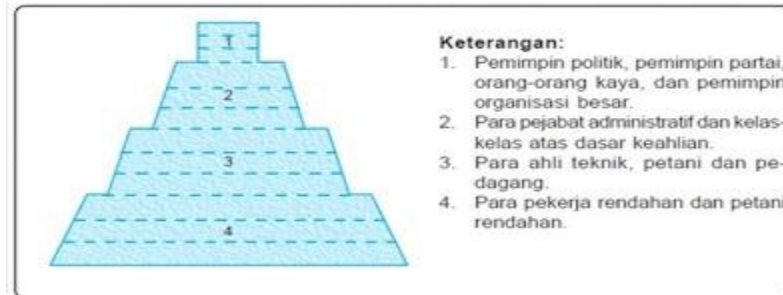 1
2
3
4
Keterangan:
1. Pemimpin politik, pemimpin partai,
orang-orang kaya, dan pemimpin
organisasi besar.
2. Para pejabat administratif dan kelas-
kelas atas dasar keahlian.
3. Para ahli teknik, petani dan pe-
dagang.
4. Para pekerja rendahan dan petani
rendahan.